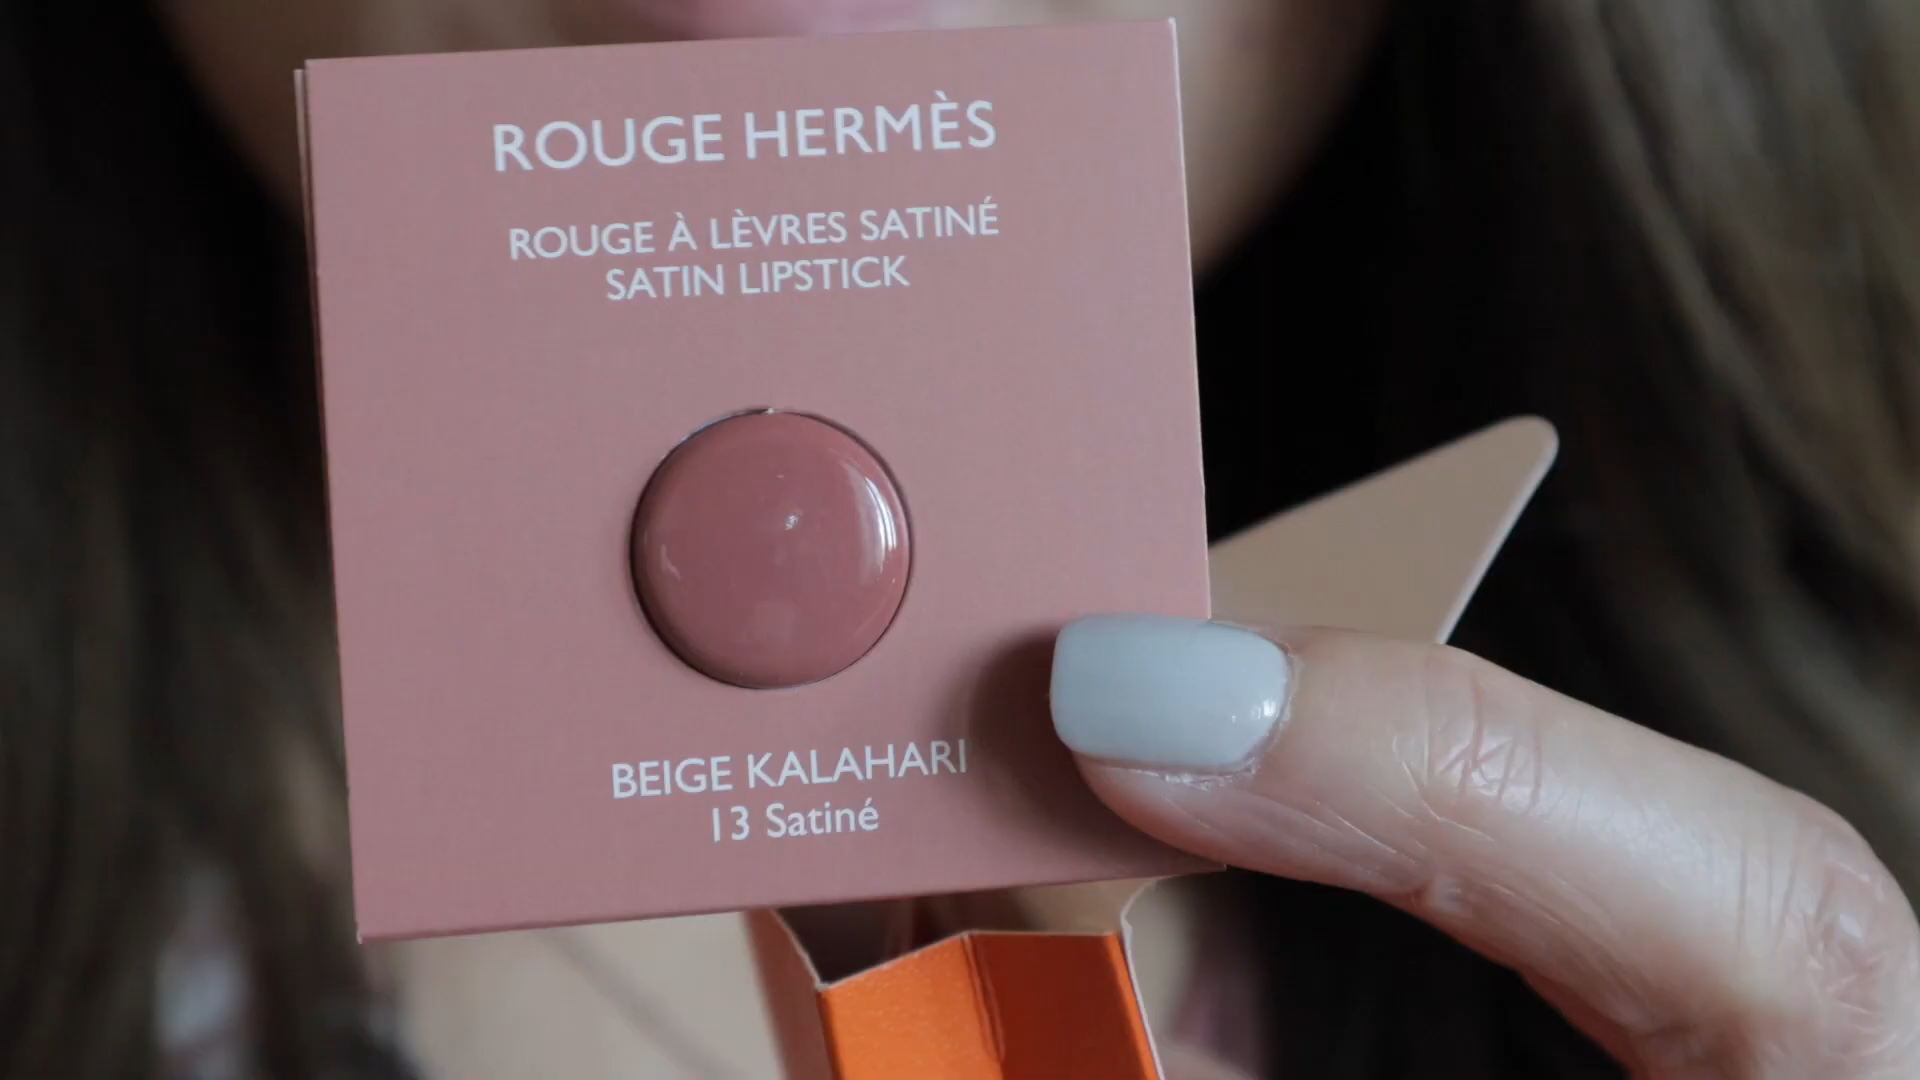 ROUGE HERMÈS
ROUGE À LÈVRES SATINÉ
SATIN LIPSTICK
BEIGE KALAHARI
13 Satiné